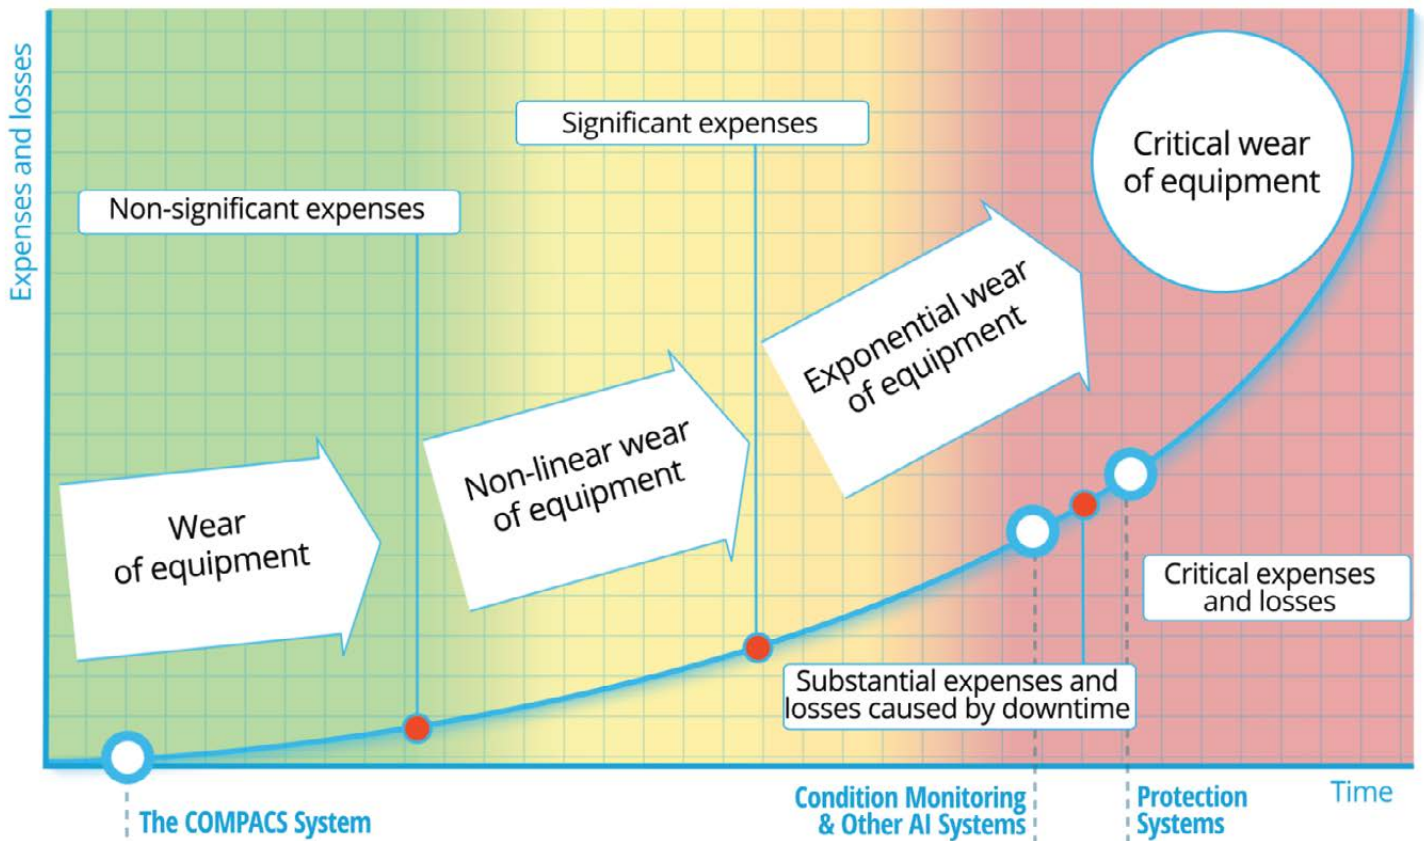 Expenses and losses
Significant expenses
Critical wear
of equipment
Non-significant expenses
Exponential wear
of equipment
Non-linear wear
of equipment
Wear
of equipment
Critical expenses
and losses
Substantial expenses and
losses caused by downtime
The COMPACS System
Condition Monitoring
& Other AI Systems
Protection
Systems
Time